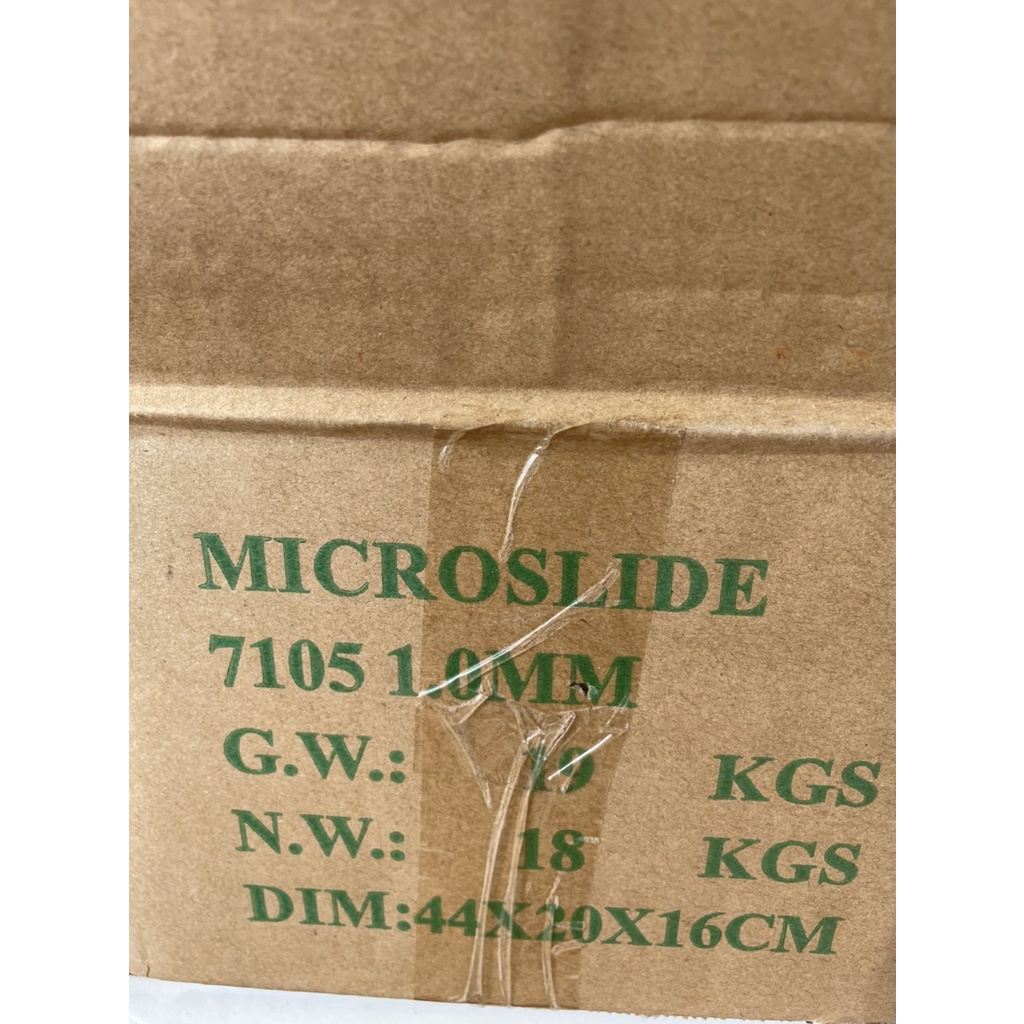 MICROSLIDE
7105 1.0MM
G.W.: 19 KGS
N.W.: 18 KGS
DIM:44X20X16CM